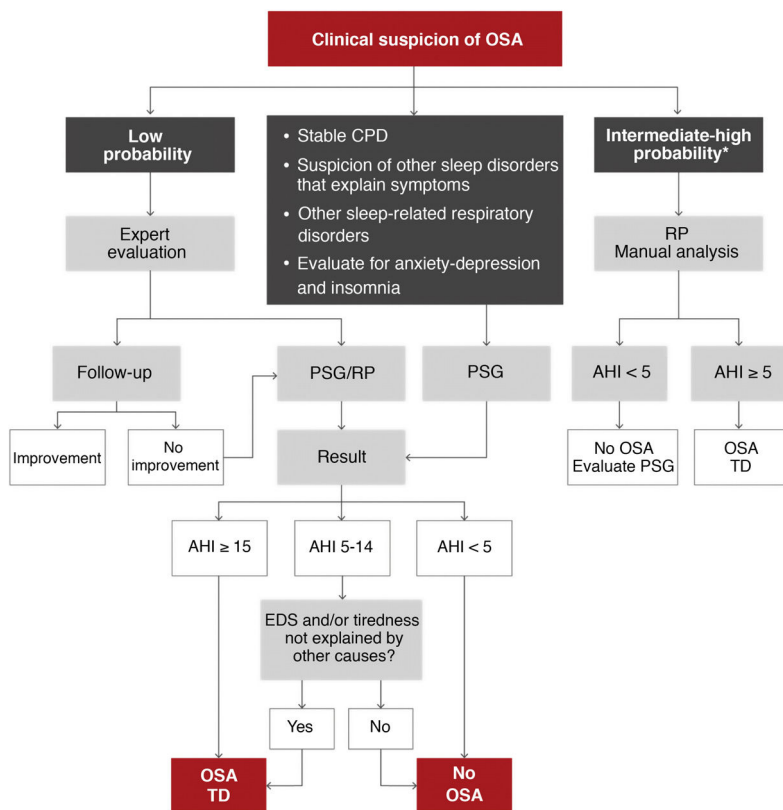 Clinical suspicion of OSA
Low
probability
• Stable CPD
• Suspicion of other sleep disorders
that explain symptoms
• Other sleep-related respiratory
disorders
• Evaluate for anxiety-depression
and insomnia
Intermediate-high
probability*
Expert
evaluation
RP
Manual analysis
Follow-up
PSG/RP
PSG
AHI < 5
AHI ≥ 5
Improvement
No
improvement
Result
No OSA
Evaluate PSG
OSA
TD
AHI ≥ 15
AHI 5-14
AHI < 5
EDS and/or tiredness
not explained by
other causes?
Yes
No
OSA
TD
No
OSA